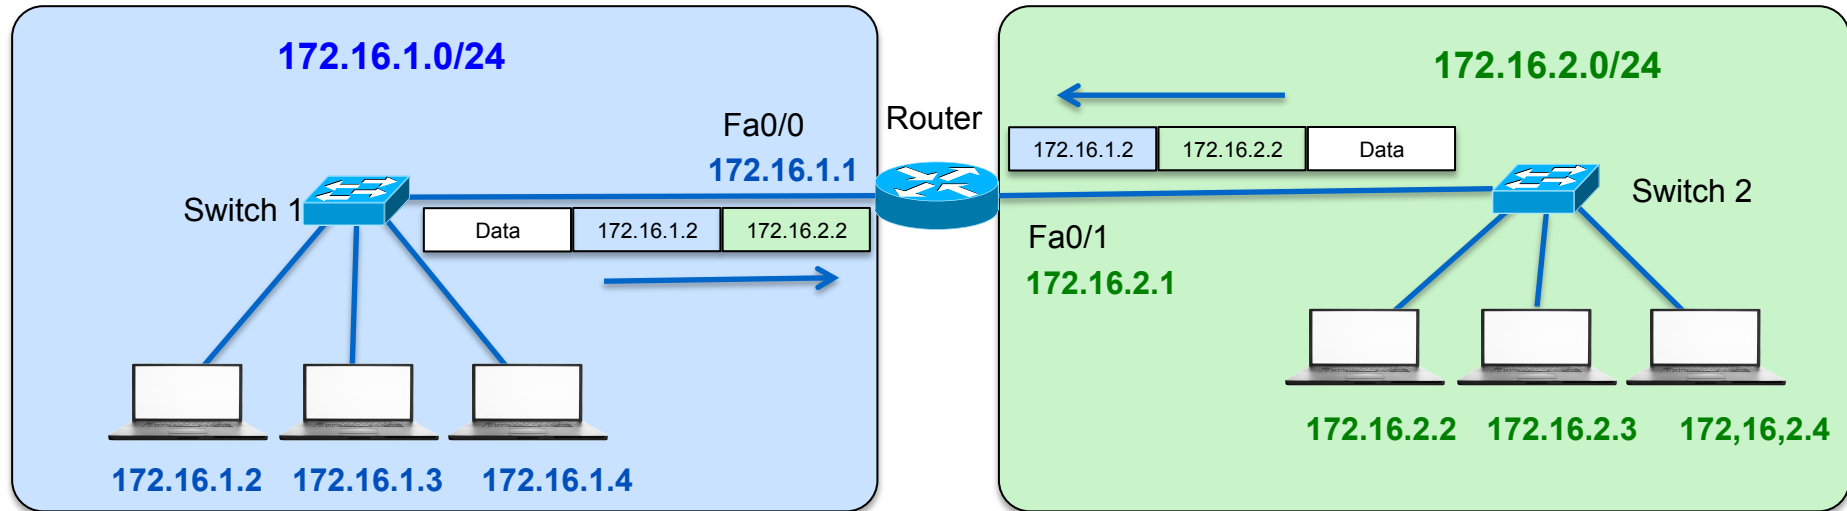 172.16.1.0/24
172.16.2.0/24
Fa0/0
Router
172.16.1.1
172.16.1.2 172.16.2.2 Data
Switch 1
Switch 2
Data 172.16.1.2 172.16.2.2
Fa0/1
172.16.2.1
172.16.1.2 172.16.1.3 172.16.1.4
172.16.2.2 172.16.2.3 172,16,2.4